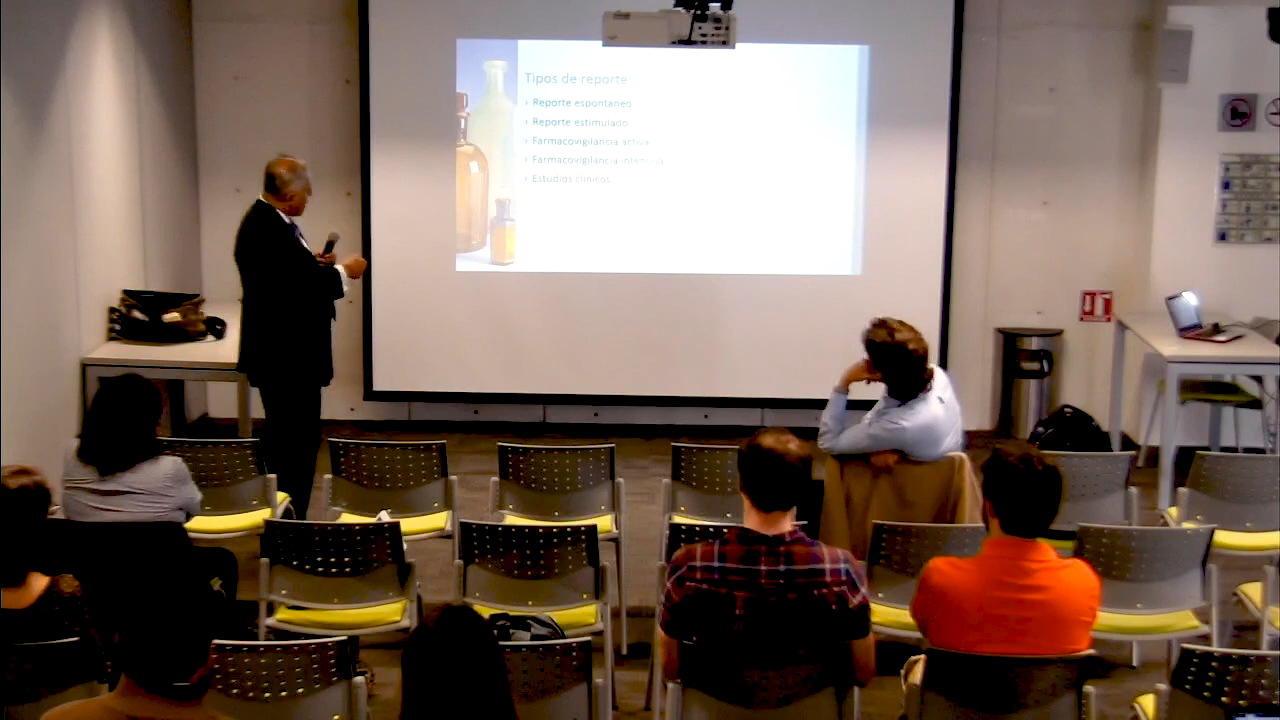 Tipos de reporte
› Reporte espontaneo
› Reporte estimulado
› Farmacovigilancia activa
› Farmacovigilancia intensiva
› Estudios clínicos